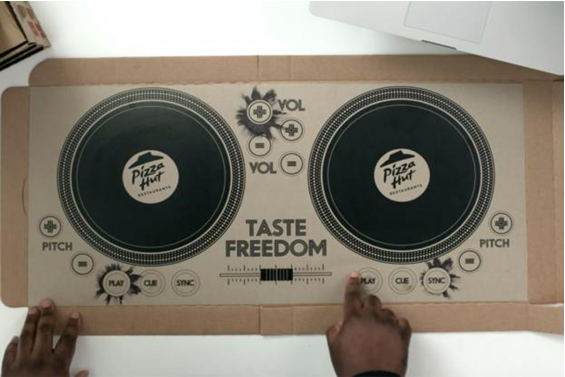 VOL
VOL
Pizza
Hut
RESTAURANTS
Pizza
Hut
RESTAURANTS
PITCH
PITCH
TASTE
FREEDOM
PLAY CUE SYNC
PLAY CUE SYNC